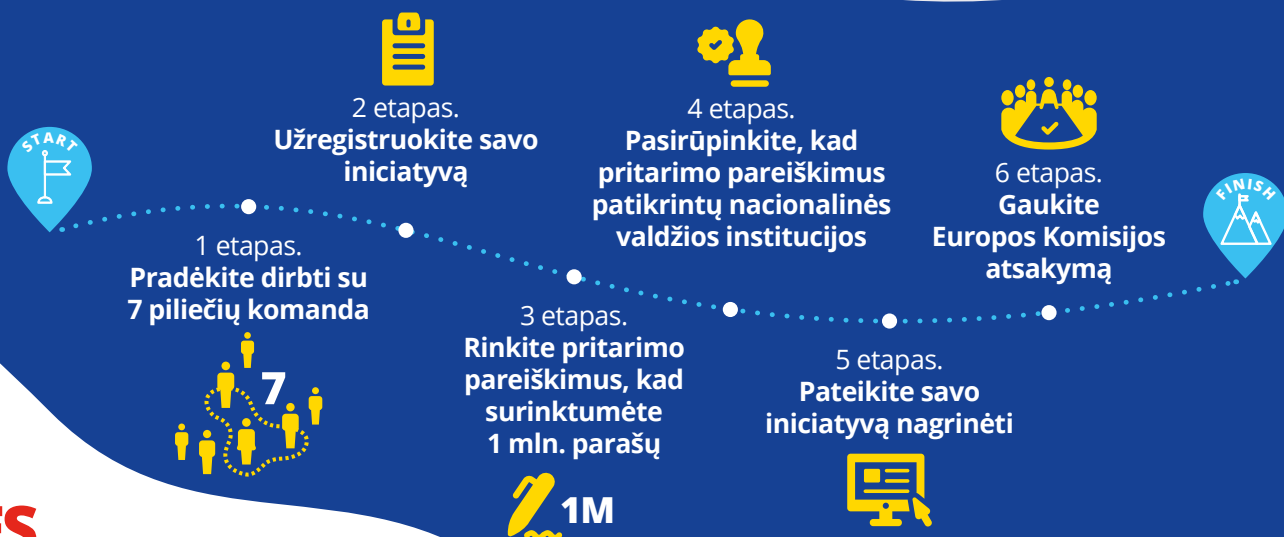 START
1 etapas.
Pradėkite dirbti su
7 piliečių komanda
7
2 etapas.
Užregistruokite savo
iniciatyvą
3 etapas.
Rinkite pritarimo
pareiškimus, kad
surinktumėte
1 mln. parašų
1M
4 etapas.
Pasirūpinkite, kad
pritarimo pareiškimus
patikrintų nacionalinės
valdžios institucijos
5 etapas.
Pateikite savo
iniciatyvą nagrinėti
6 etapas.
Gaukite
Europos Komisijos
atsakymą
FINISH